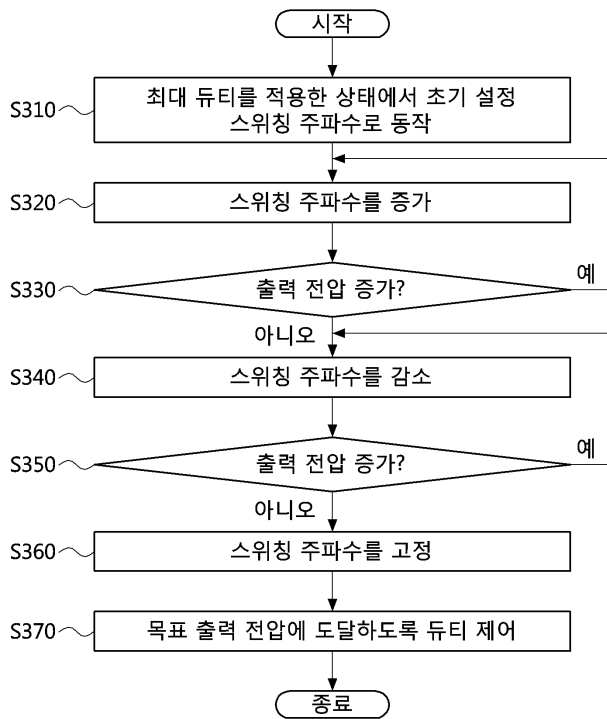 시작
S310
최대 듀티를 적용한 상태에서 초기 설정
스위칭 주파수로 동작
S320
스위칭 주파수를 증가
S330
출력 전압 증가?
예
아니오
S340
스위칭 주파수를 감소
S350
출력 전압 증가?
예
아니오
S360
스위칭 주파수를 고정
S370
목표 출력 전압에 도달하도록 듀티 제어
종료